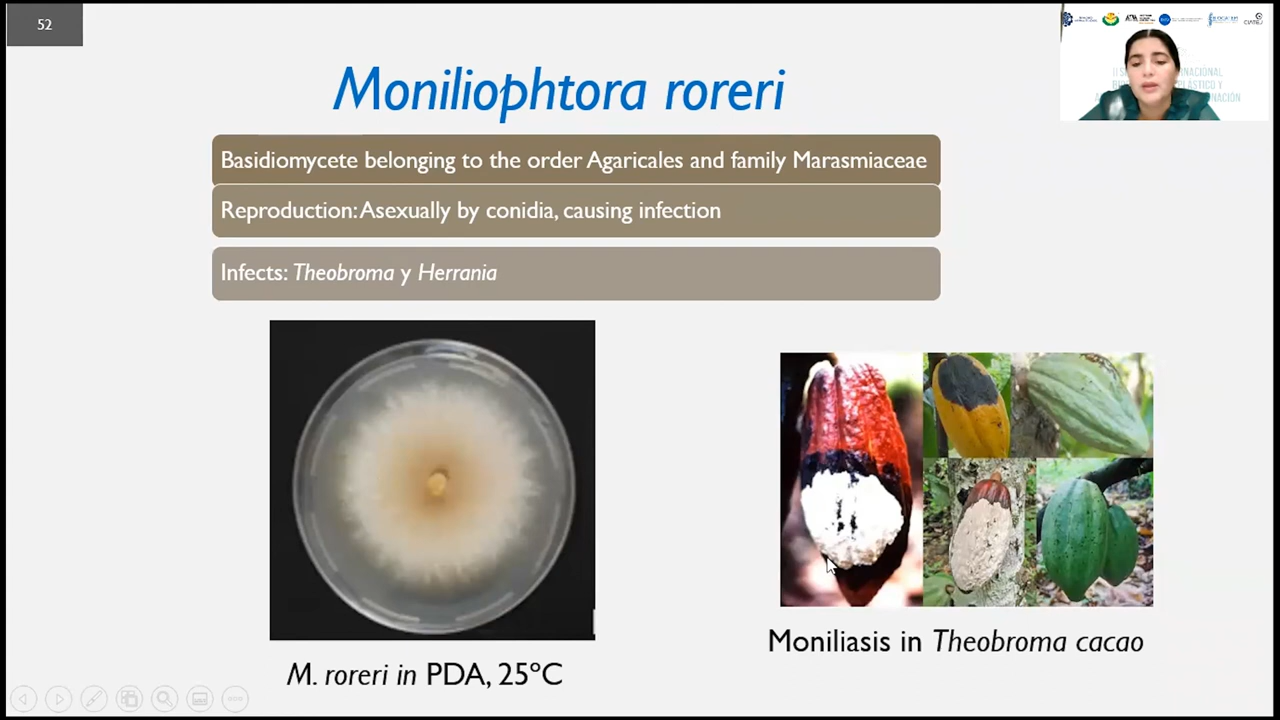 52
Moniliophtora roreri
Basidiomycete belonging to the order Agaricales and family Marasmiaceae
Reproduction: Asexually by conidia, causing infection
Infects: Theobroma y Herrania
M. roreri in PDA, 25ºC
Moniliasis in Theobroma cacao